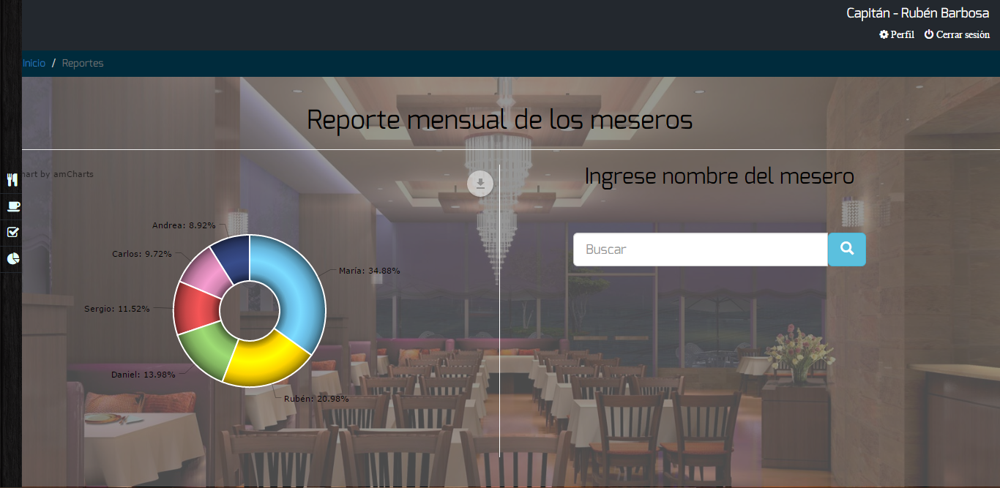 Capitán - Rubén Barbosa
Perfil Cerrar sesión
Inicio / Reportes
Reporte mensual de los meseros
hart by amCharts
Ingrese nombre del mesero
Buscar
Andrea: 8.92%
Carlos: 9.72%
María: 34.88%
Sergio: 11.52%
Daniel: 13.98%
Rubén: 20.98%